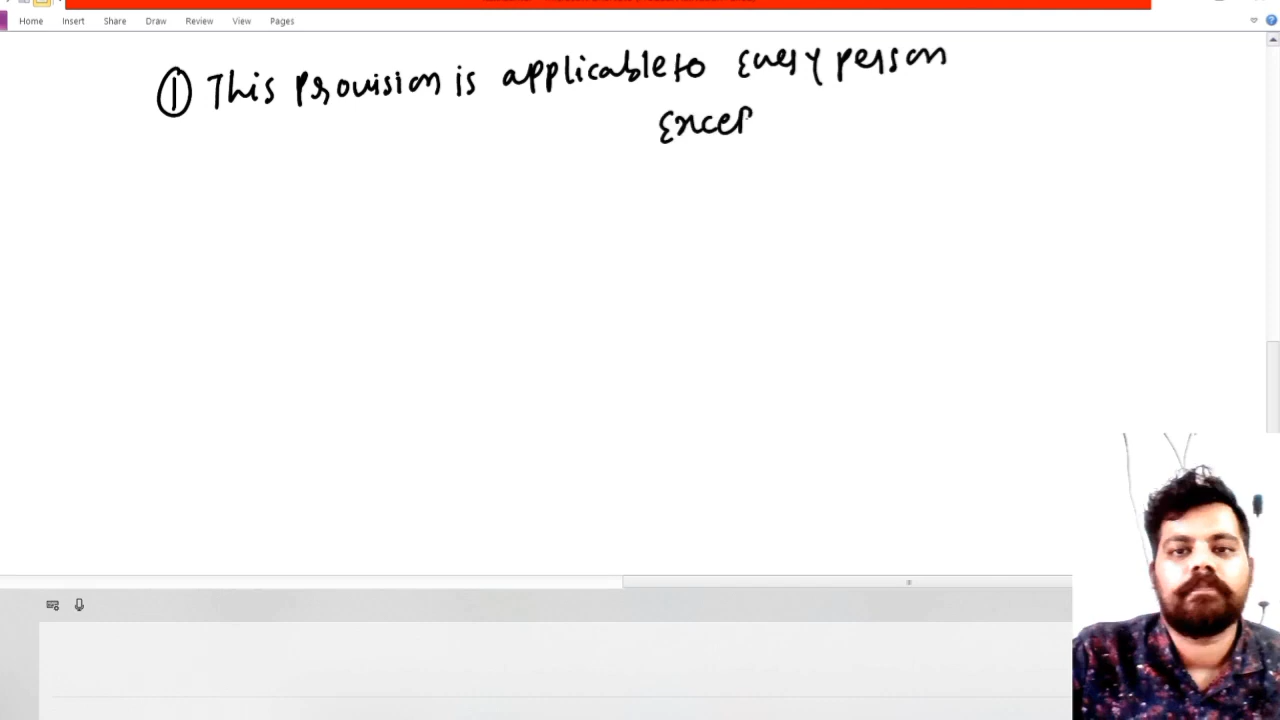 Home Insert Share Draw Review View Pages
① This provision is applicable to Every person
Excep